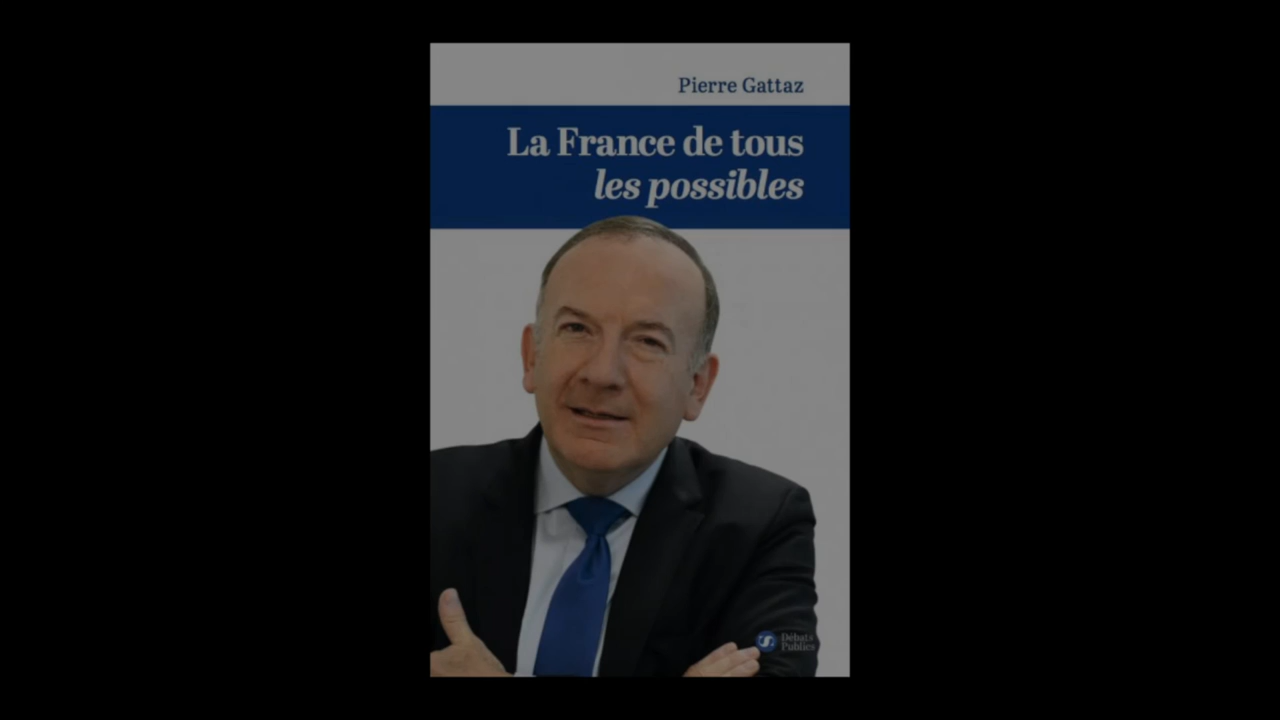 Pierre Gattaz
La France de tous
les possibles
Débats
Publics